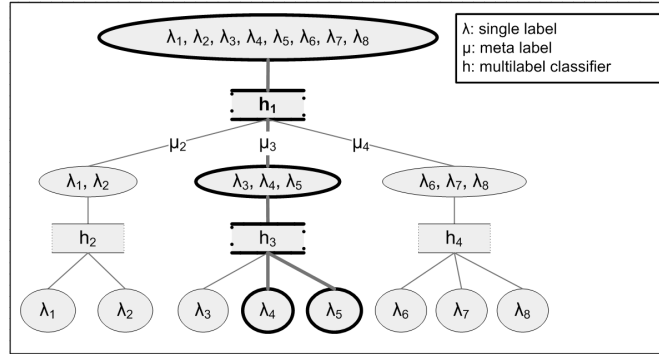 λ1, λ2, λ3, λ4, λ5, λ6, λ7, λ8
λ: single label
μ: meta label
h: multilabel classifier
h1
μ2 μ3 μ4
λ1, λ2 λ3, λ4, λ5 λ6, λ7, λ8
h2 h3 h4
λ1 λ2 λ3 λ4 λ5 λ6 λ7 λ8